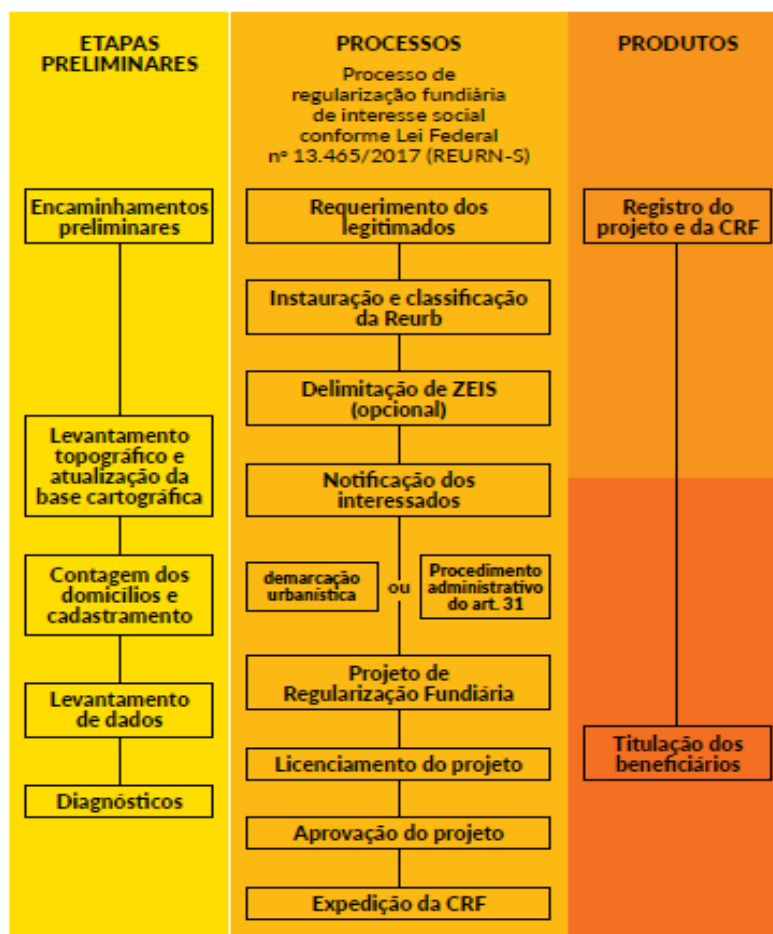 ETAPAS
PRELIMINARES
Encaminhamentos
preliminares
Levantamento
topográfico e
atualização da
base cartográfica
Contagem dos
domicílios e
cadastramento
Levantamento
de dados
Diagnósticos
PROCESSOS
Processo de
regularização fundiária
de interesse social
conforme Lei Federal
nº 13.465/2017 (REURN-S)
Requerimento dos
legitimados
Instauração e classificação
da Reurb
Delimitação de ZEIS
(opcional)
Notificação dos
interessados
demarcação
urbanística
ou
Procedimento
administrativo
do art. 31
Projeto de
Regularização Fundiária
Licenciamento do projeto
Aprovação do projeto
Expedição da CRF
PRODUTOS
Registro do
projeto e da CRF
Titulação dos
beneficiários